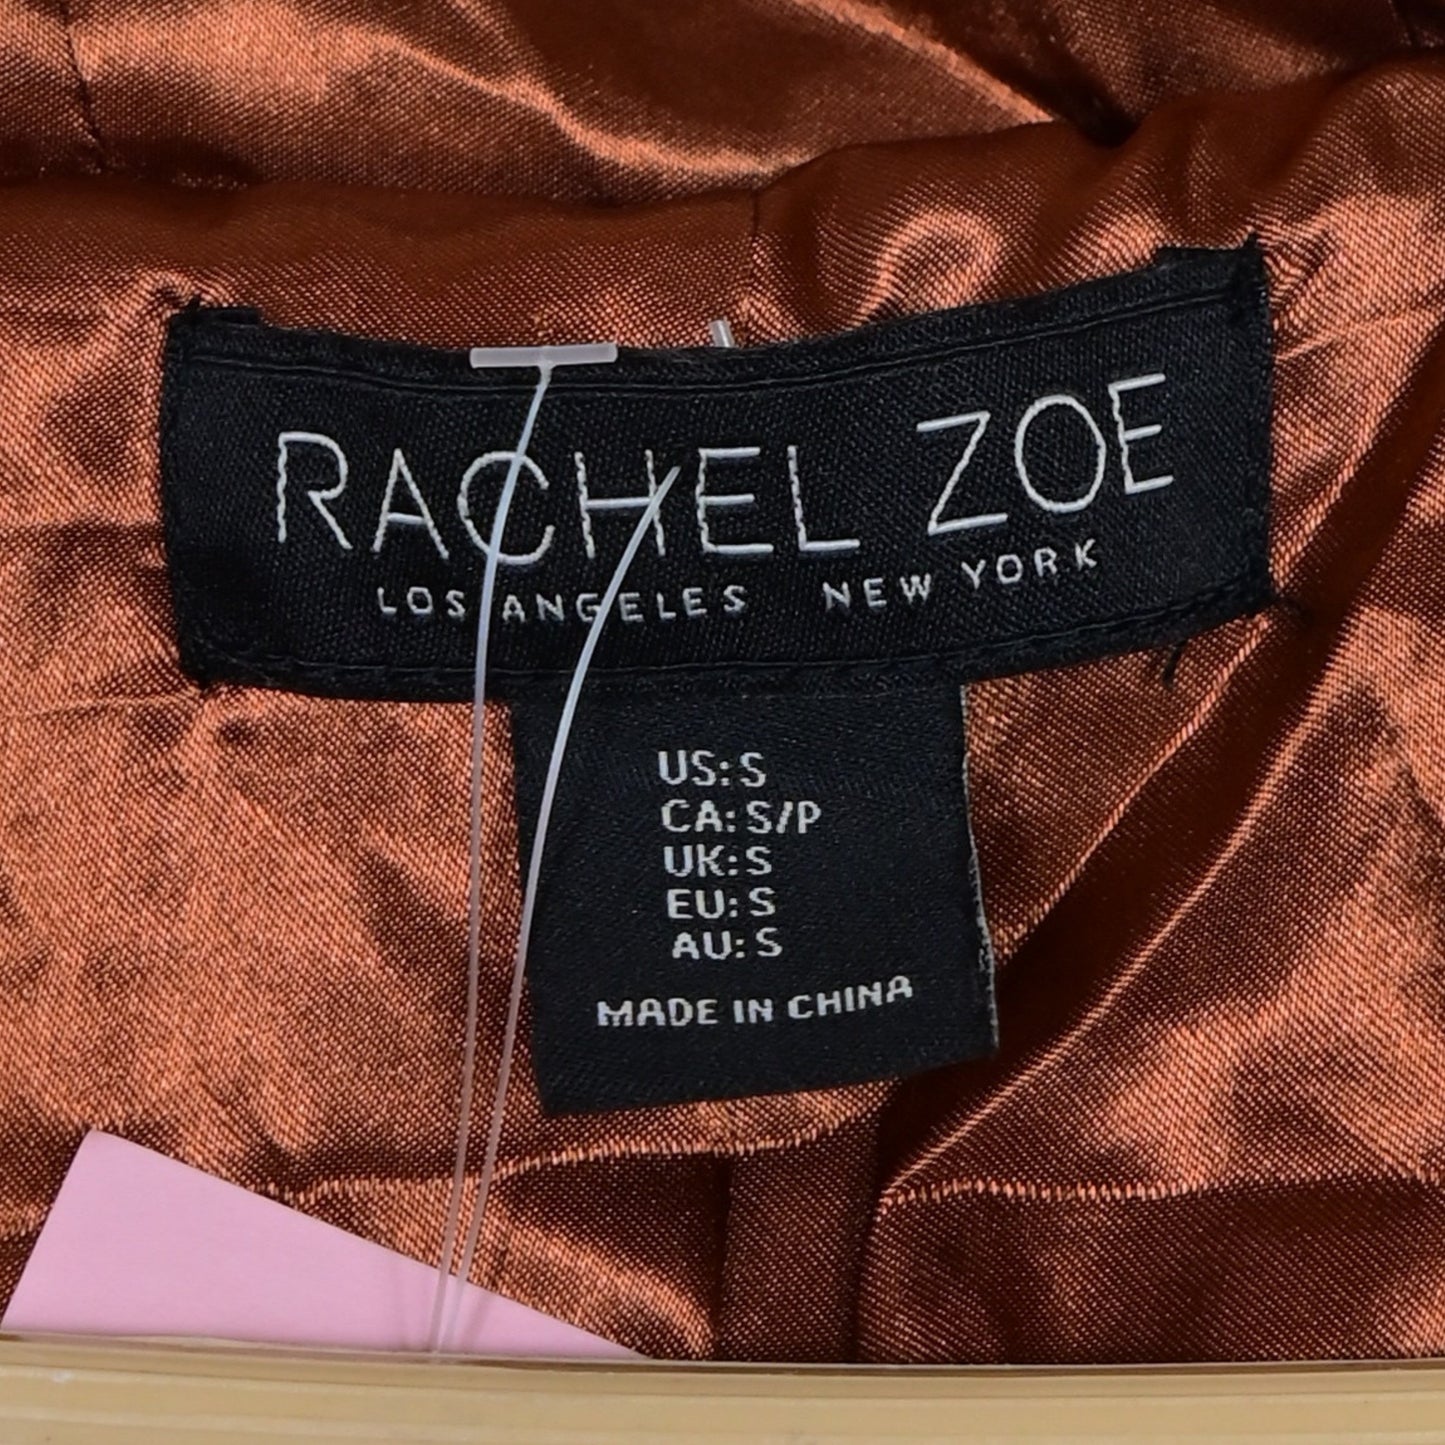 RACHEL ZOE
LOS ANGELES NEW YORK
US: S
CA: S/P
UK: S
EU: S
AU: S
MADE IN CHINA